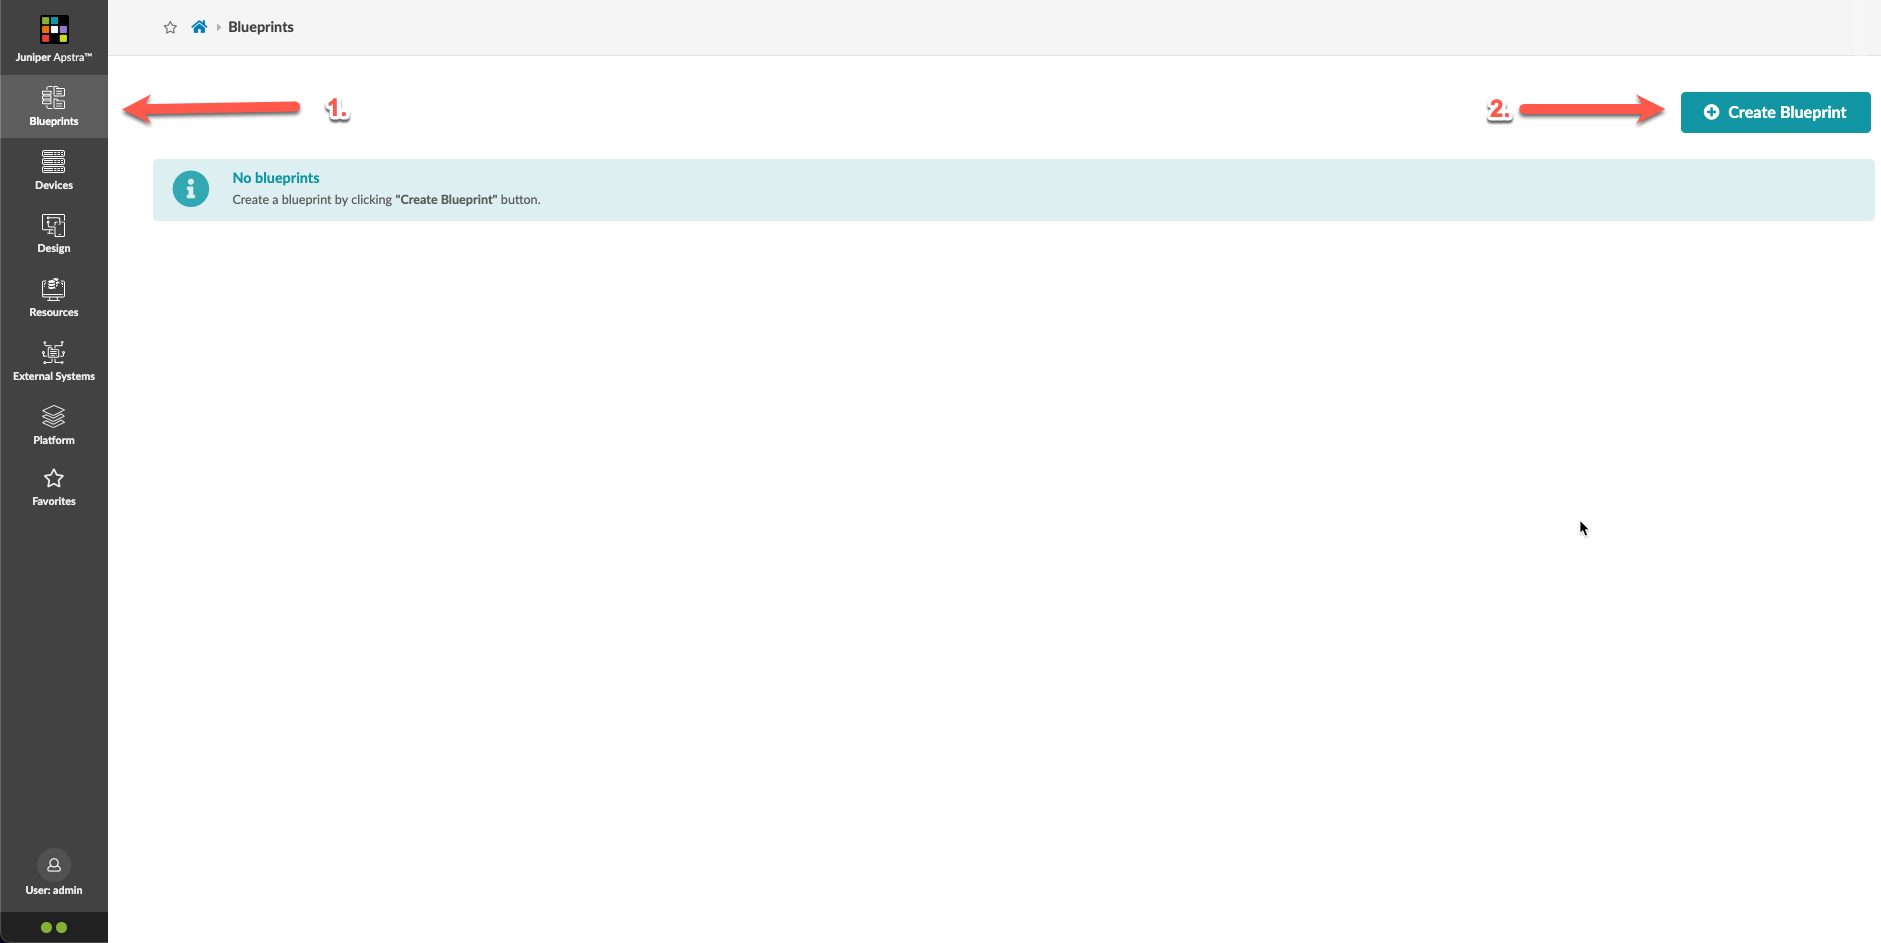 Juniper Apstra™
Blueprints
Devices
Design
Resources
External Systems
Platform
Favorites
User: admin
Blueprints
1.
2.
Create Blueprint
No blueprints
Create a blueprint by clicking "Create Blueprint" button.